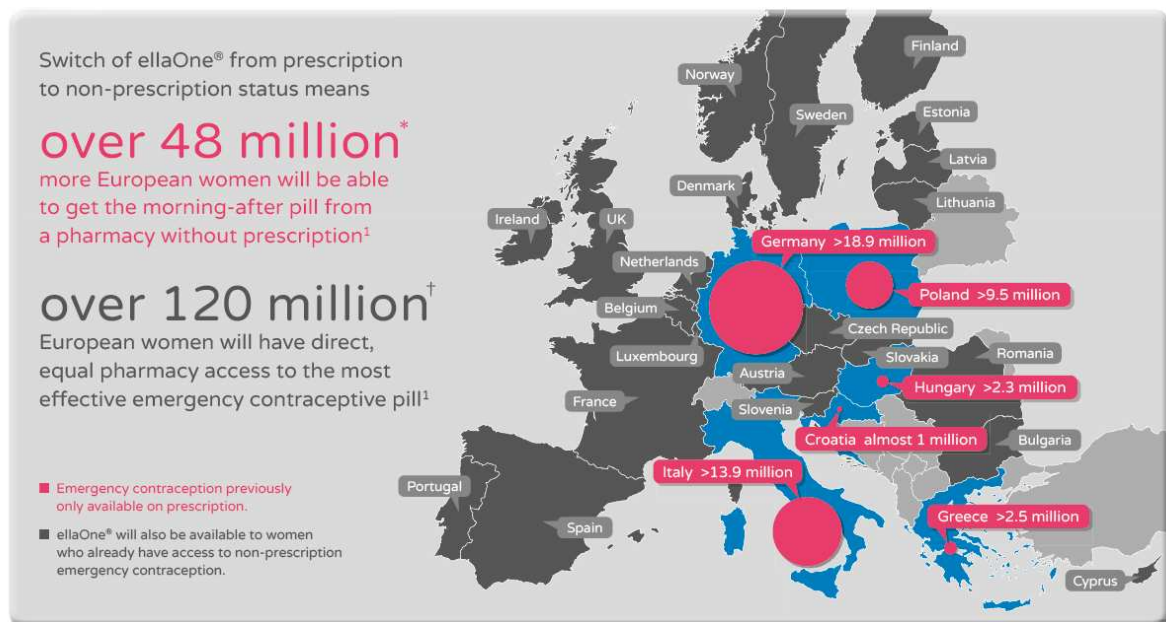 Switch of ellaOne® from prescription
to non-prescription status means
over 48 million*
more European women will be able
to get the morning-after pill from
a pharmacy without prescription¹
over 120 million†
European women will have direct,
equal pharmacy access to the most
effective emergency contraceptive pill¹
Emergency contraception previously
only available on prescription.
ellaOne® will also be available to women
who already have access to non-prescription
emergency contraception.
Finland
Norway
Sweden
Estonia
Latvia
Denmark
Lithuania
Ireland
UK
Germany >18.9 million
Netherlands
Poland >9.5 million
Belgium
Czech Republic
Luxembourg
Slovakia
Romania
Austria
Hungary >2.3 million
France
Slovenia
Croatia almost 1 million
Bulgaria
Italy >13.9 million
Portugal
Greece >2.5 million
Spain
Cyprus